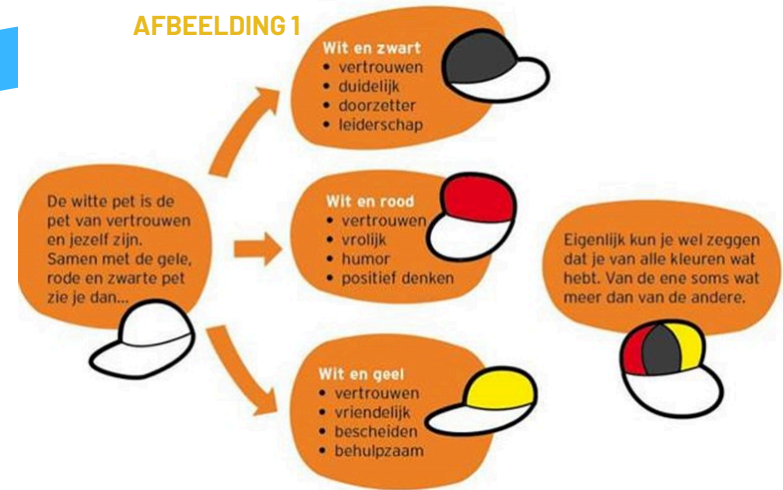 AFBEELDING 1
Wit en zwart
• vertrouwen
• duidelijk
• doorzetter
• leiderschap
De witte pet is de
pet van vertrouwen
en jezelf zijn.
Samen met de gele,
rode en zwarte pet
zie je dan...
Wit en rood
• vertrouwen
• vrolijk
• humor
• positief denken
Eigenlijk kun je wel zeggen
dat je van alle kleuren wat
hebt. Van de ene soms wat
meer dan van de andere.
Wit en geel
• vertrouwen
• vriendelijk
• bescheiden
• behulpzaam